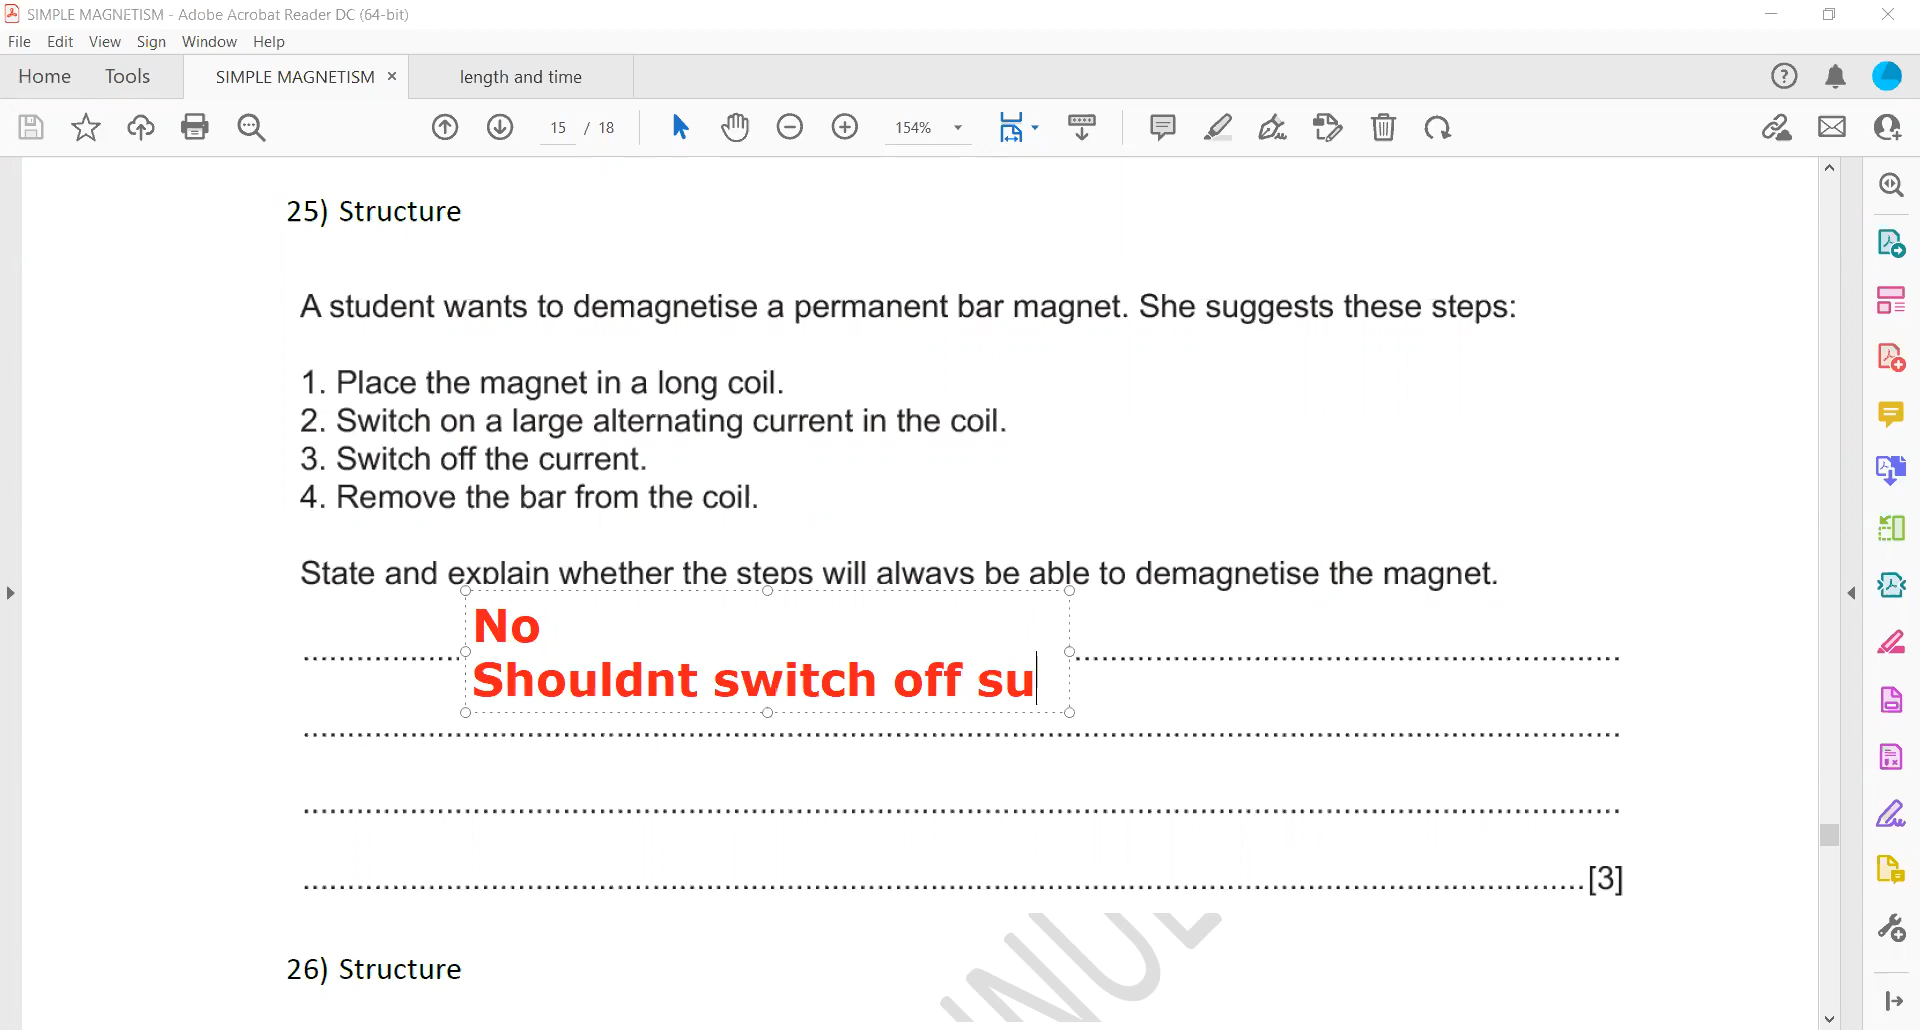 SIMPLE MAGNETISM - Adobe Acrobat Reader DC (64-bit)
File Edit View Sign Window Help
Home Tools SIMPLE MAGNETISM × length and time
15 / 18 154%
25) Structure
A student wants to demagnetise a permanent bar magnet. She suggests these steps:
1. Place the magnet in a long coil.
2. Switch on a large alternating current in the coil.
3. Switch off the current.
4. Remove the bar from the coil.
State and explain whether the steps will always be able to demagnetise the magnet.
No
Shouldnt switch off su
[3]
26) Structure